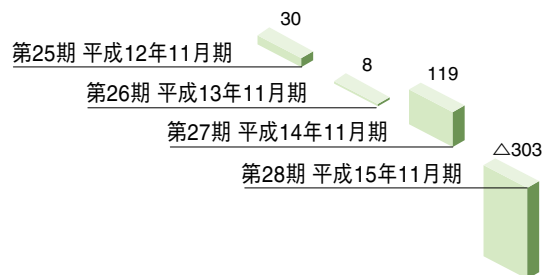 30
第25期 平成12年11月期
8
第26期 平成13年11月期
119
第27期 平成14年11月期
△303
第28期 平成15年11月期